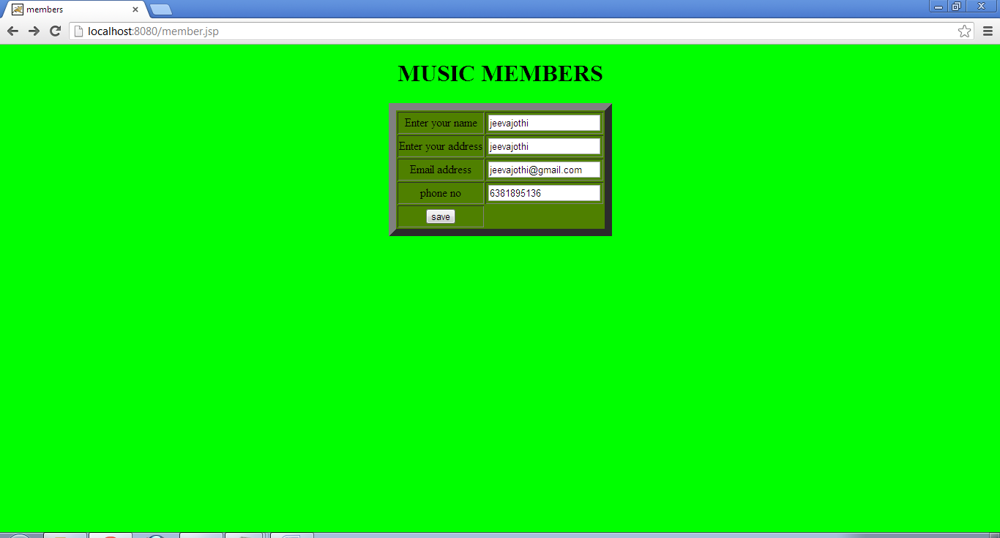 members
localhost:8080/member.jsp
MUSIC MEMBERS
Enter your name jeevajothi
Enter your address jeevajothi
Email address jeevajothi@gmail.com
phone no 6381895136
save